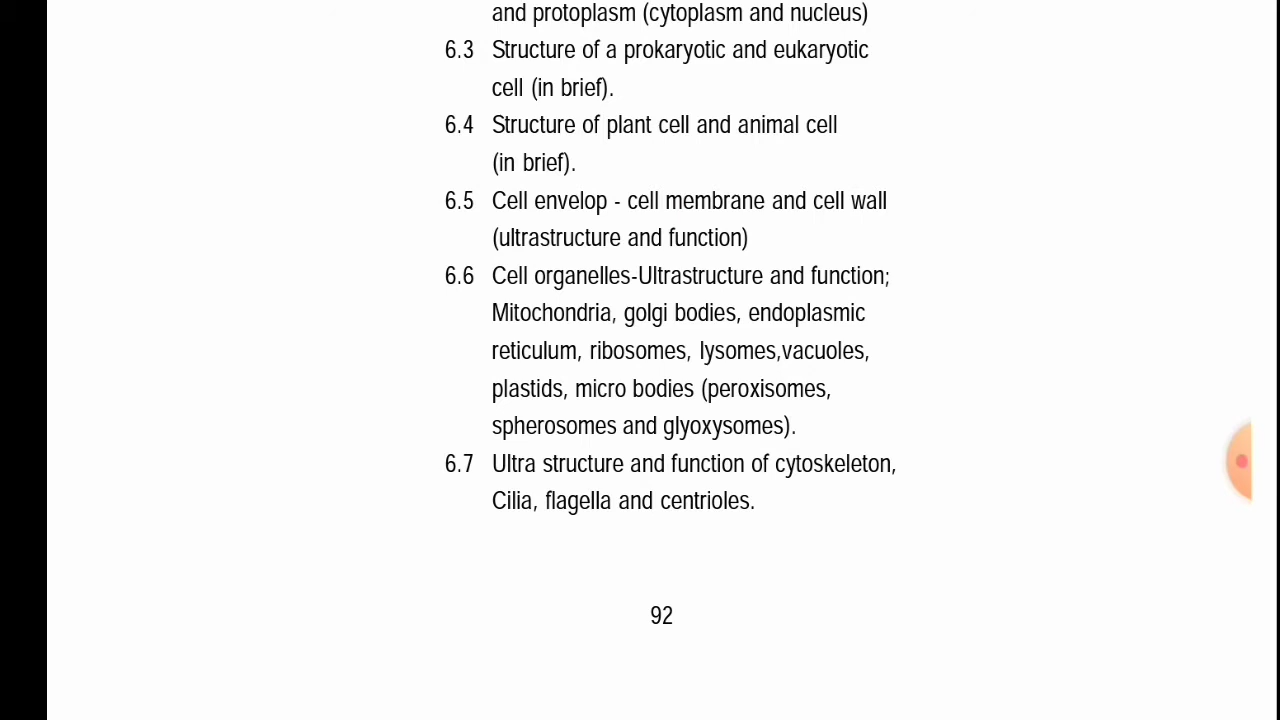 and protoplasm (cytoplasm and nucleus)
6.3 Structure of a prokaryotic and eukaryotic
cell (in brief).
6.4 Structure of plant cell and animal cell
(in brief).
6.5 Cell envelop - cell membrane and cell wall
(ultrastructure and function)
6.6 Cell organelles-Ultrastructure and function;
Mitochondria, golgi bodies, endoplasmic
reticulum, ribosomes, lysomes,vacuoles,
plastids, micro bodies (peroxisomes,
spherosomes and glyoxysomes).
6.7 Ultra structure and function of cytoskeleton,
Cilia, flagella and centrioles.
92